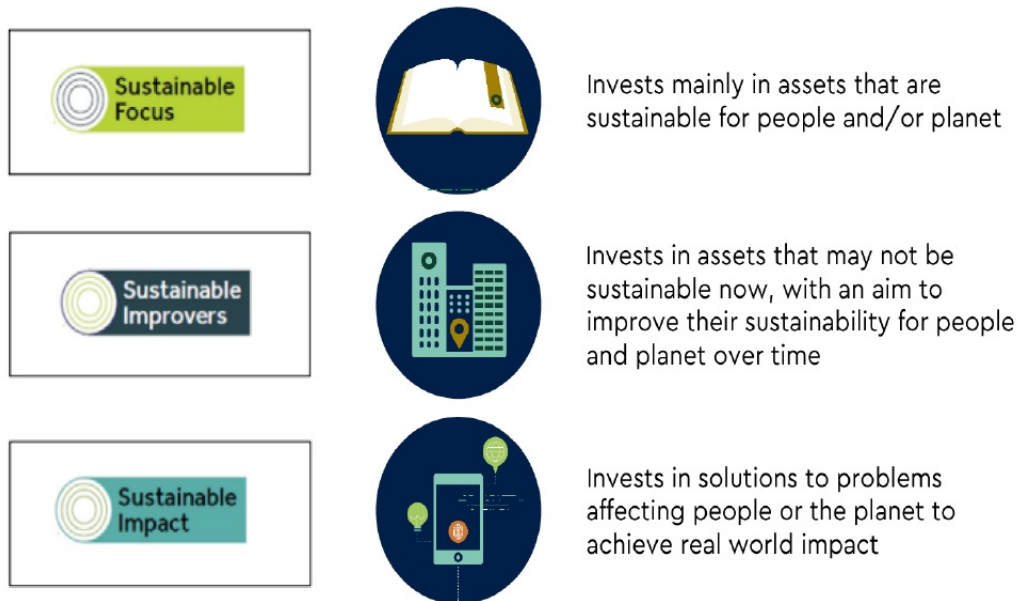 Sustainable
Focus
Invests mainly in assets that are
sustainable for people and/or planet
Sustainable
Improvers
Invests in assets that may not be
sustainable now, with an aim to
improve their sustainability for people
and planet over time
Sustainable
Impact
Invests in solutions to problems
affecting people or the planet to
achieve real world impact